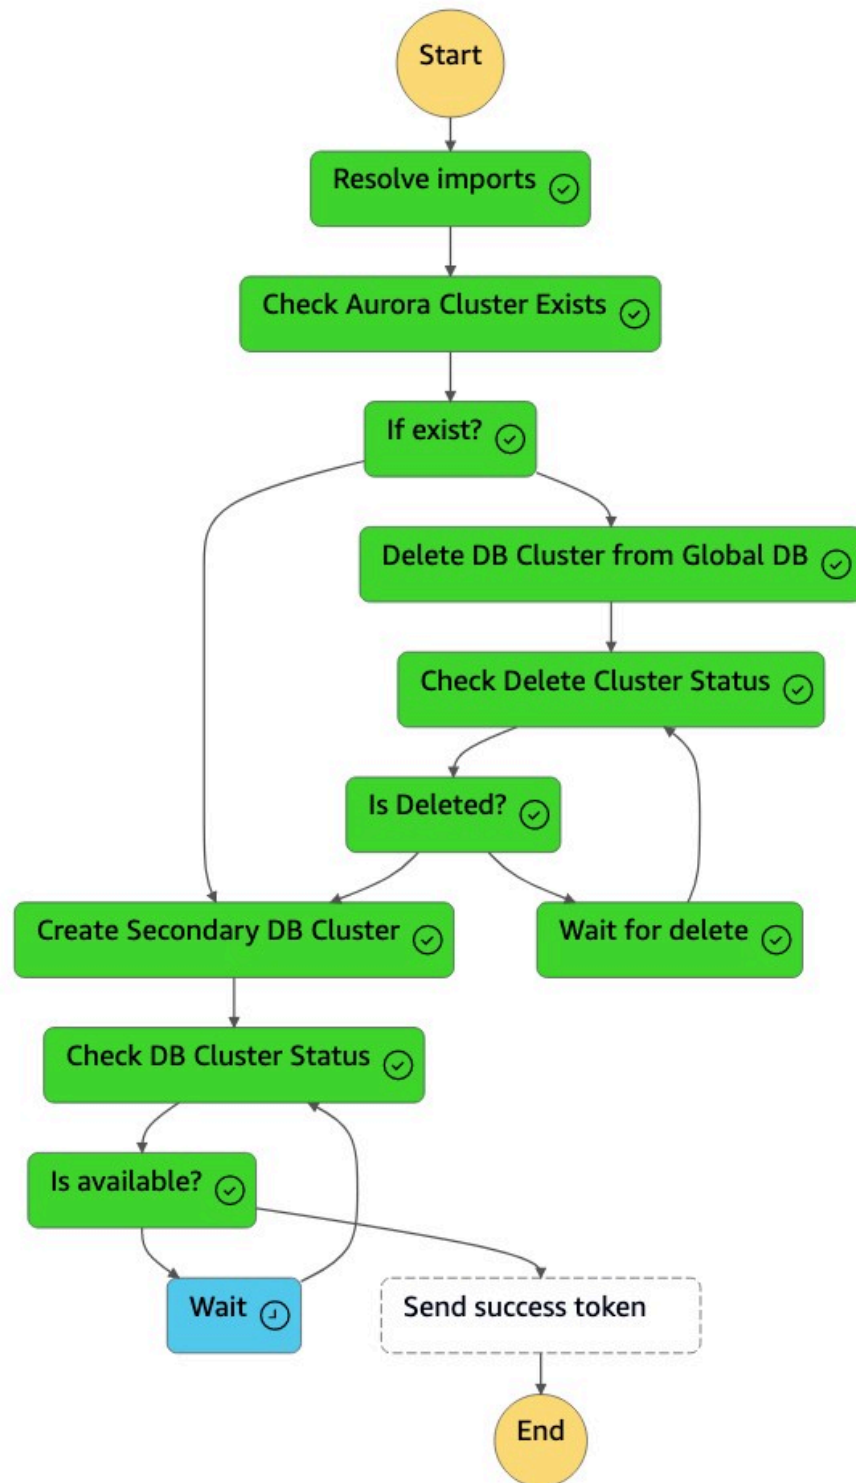 Start
Resolve imports
Check Aurora Cluster Exists
If exist?
Delete DB Cluster from Global DB
Check Delete Cluster Status
Is Deleted?
Create Secondary DB Cluster
Wait for delete
Check DB Cluster Status
Is available?
Wait
Send success token
End